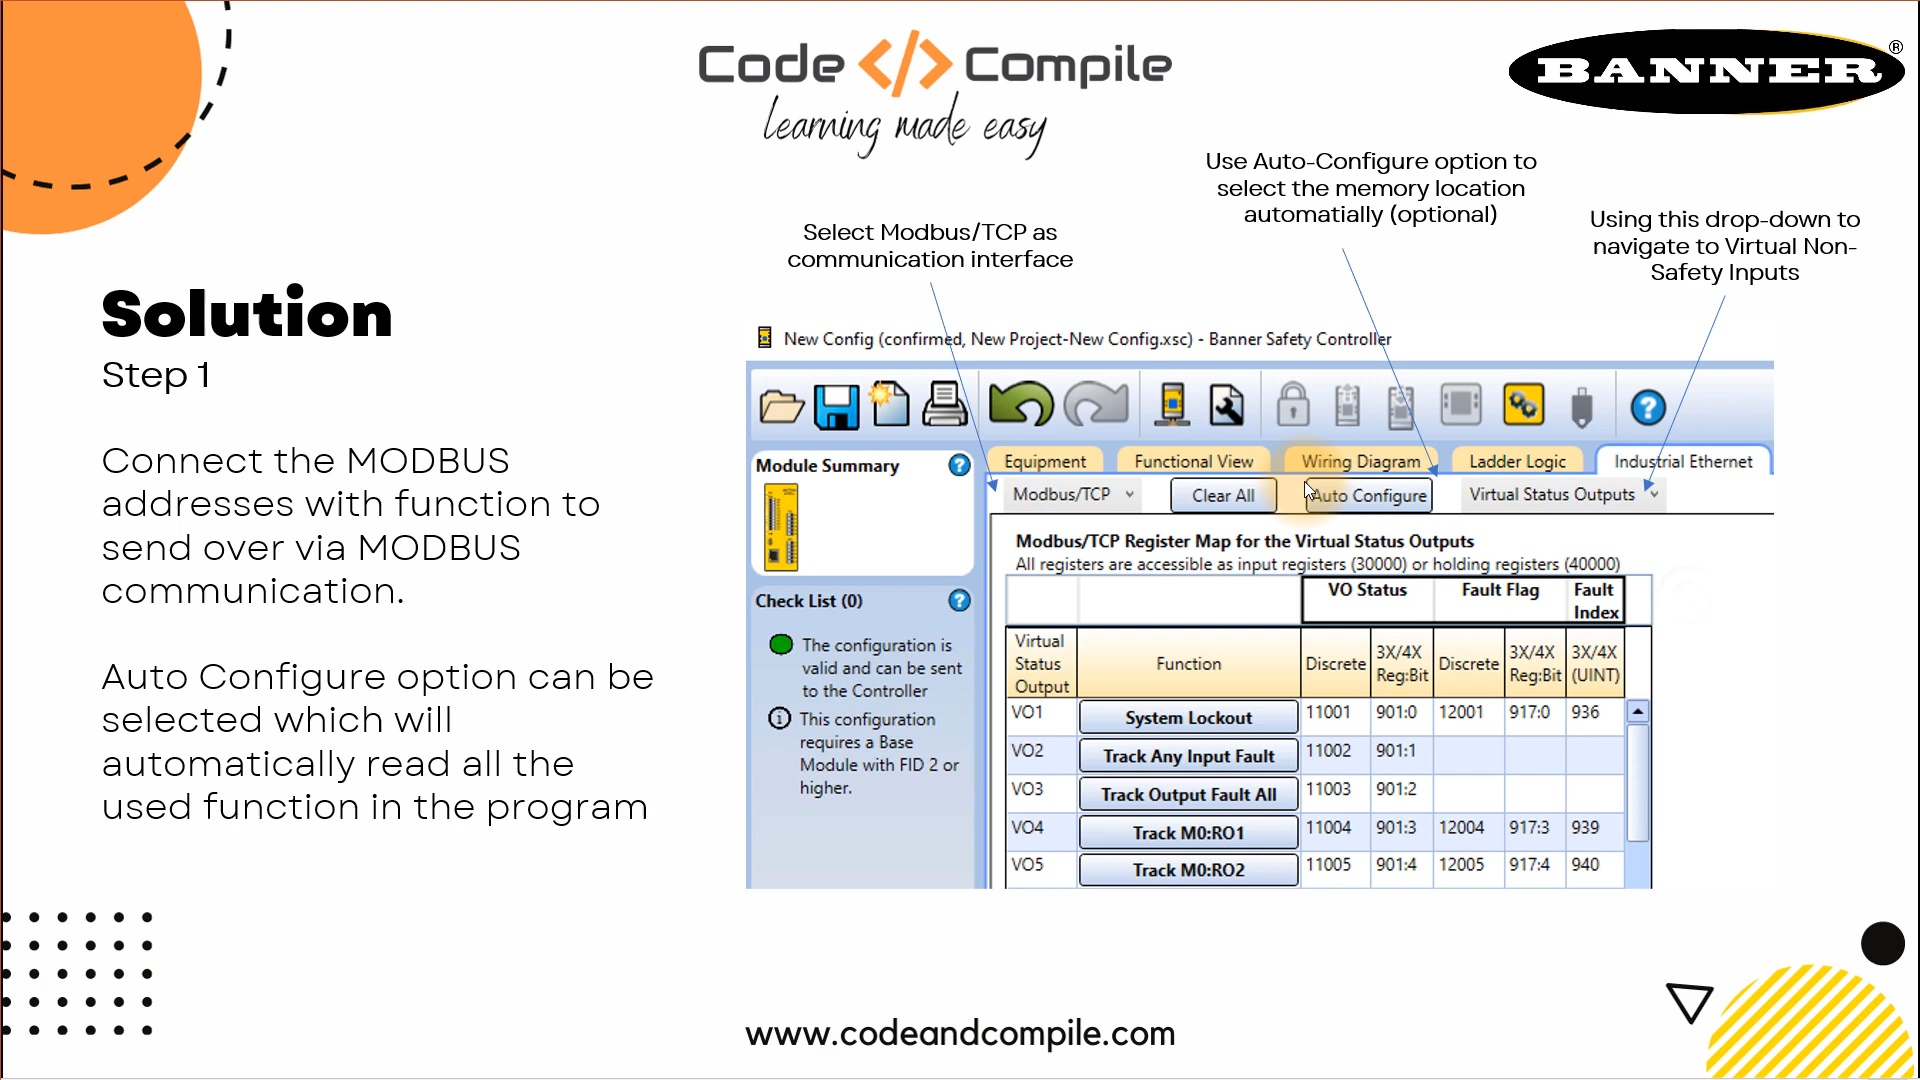 Code </> Compile
learning made easy
BANNER®
Use Auto-Configure option to
select the memory location
automatially (optional)
Select Modbus/TCP as
communication interface
Using this drop-down to
navigate to Virtual Non-
Safety Inputs
Solution
Step 1
Connect the MODBUS
addresses with function to
send over via MODBUS
communication.
Auto Configure option can be
selected which will
automatically read all the
used function in the program
New Config (confirmed, New Project-New Config.xsc) - Banner Safety Controller
Module Summary
Equipment Functional View Wiring Diagram Ladder Logic Industrial Ethernet
Modbus/TCP Clear All Auto Configure Virtual Status Outputs
Check List (0)
The configuration is
valid and can be sent
to the Controller
This configuration
requires a Base
Module with FID 2 or
higher.
Modbus/TCP Register Map for the Virtual Status Outputs
All registers are accessible as input registers (30000) or holding registers (40000)
VO Status Fault Flag Fault
Index
Virtual
Status
Output
Function
Discrete
3X/4X
Reg:Bit
Discrete
3X/4X
Reg:Bit
3X/4X
(UINT)
VO1 System Lockout 11001 901:0 12001 917:0 936
VO2 Track Any Input Fault 11002 901:1
VO3 Track Output Fault All 11003 901:2
VO4 Track M0:RO1 11004 901:3 12004 917:3 939
VO5 Track M0:RO2 11005 901:4 12005 917:4 940
www.codeandcompile.com